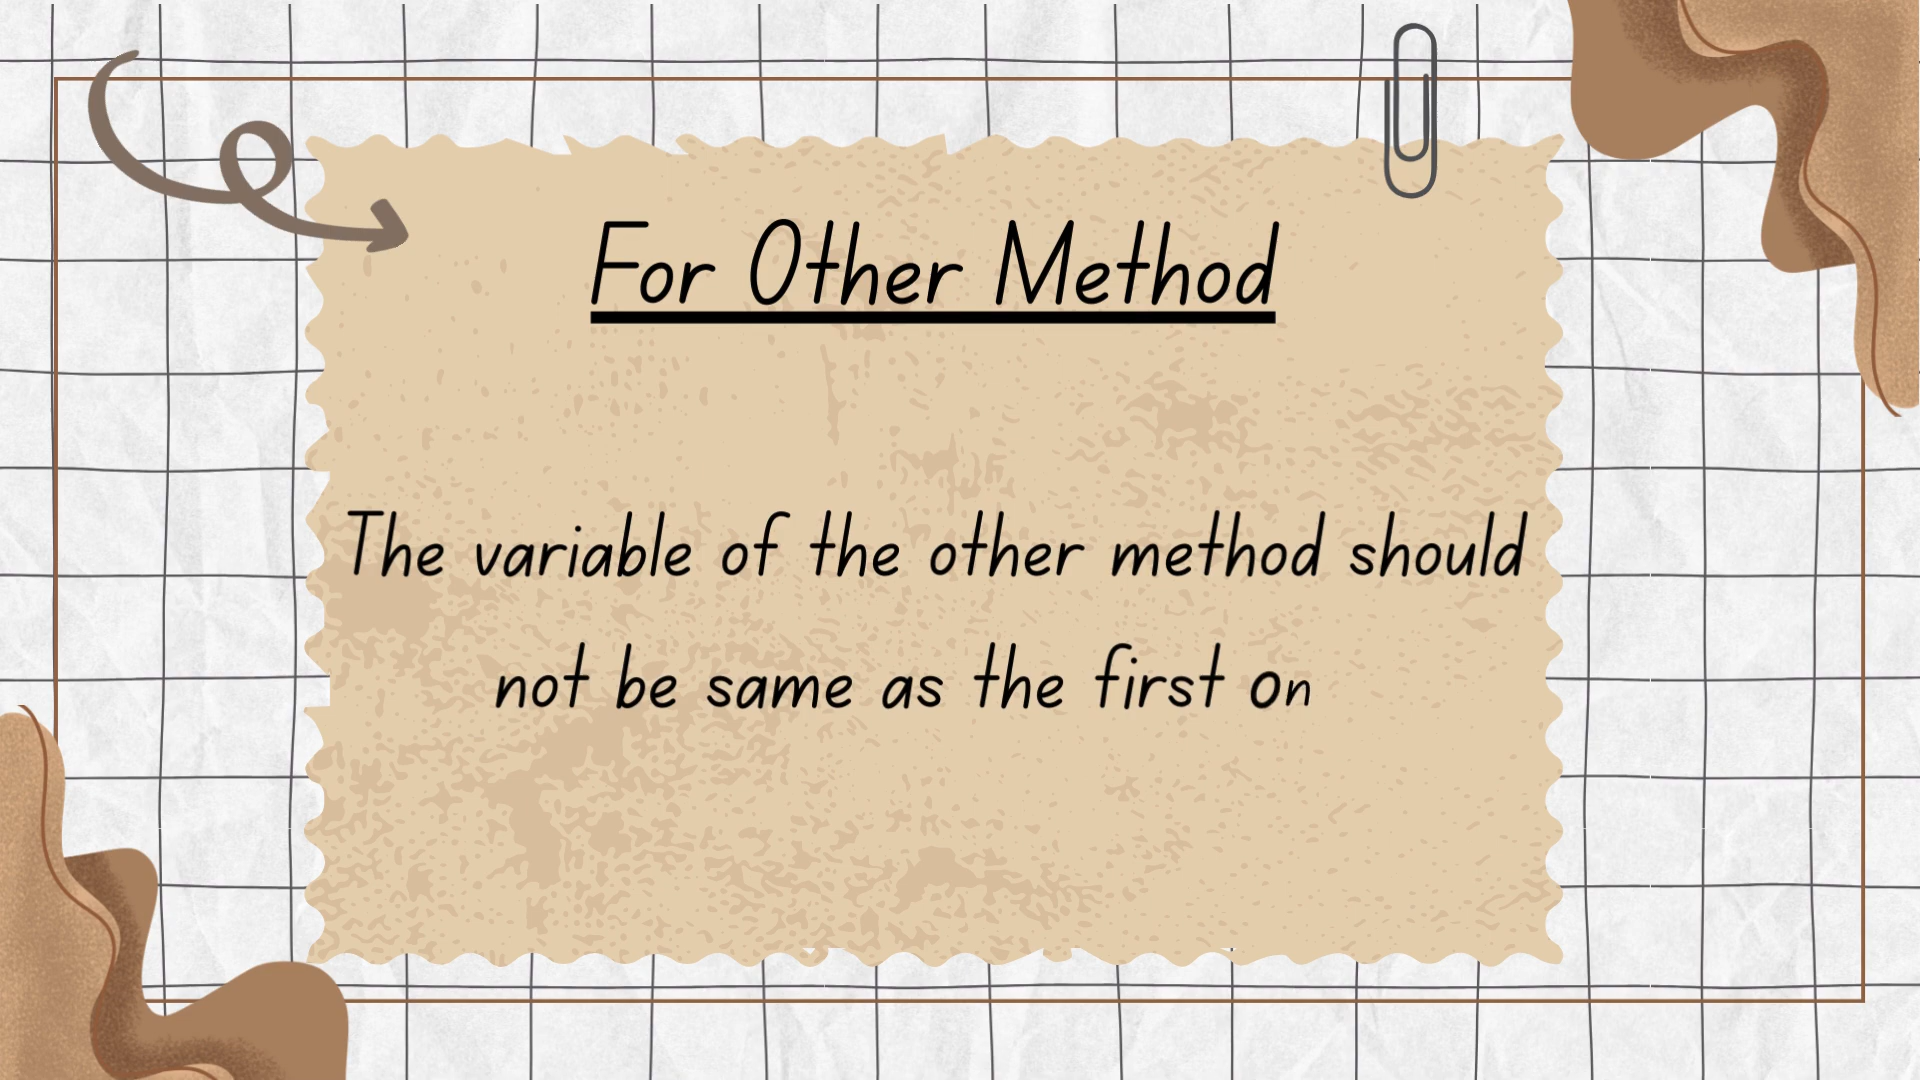 For Other Method
The variable of the other method should
not be same as the first on